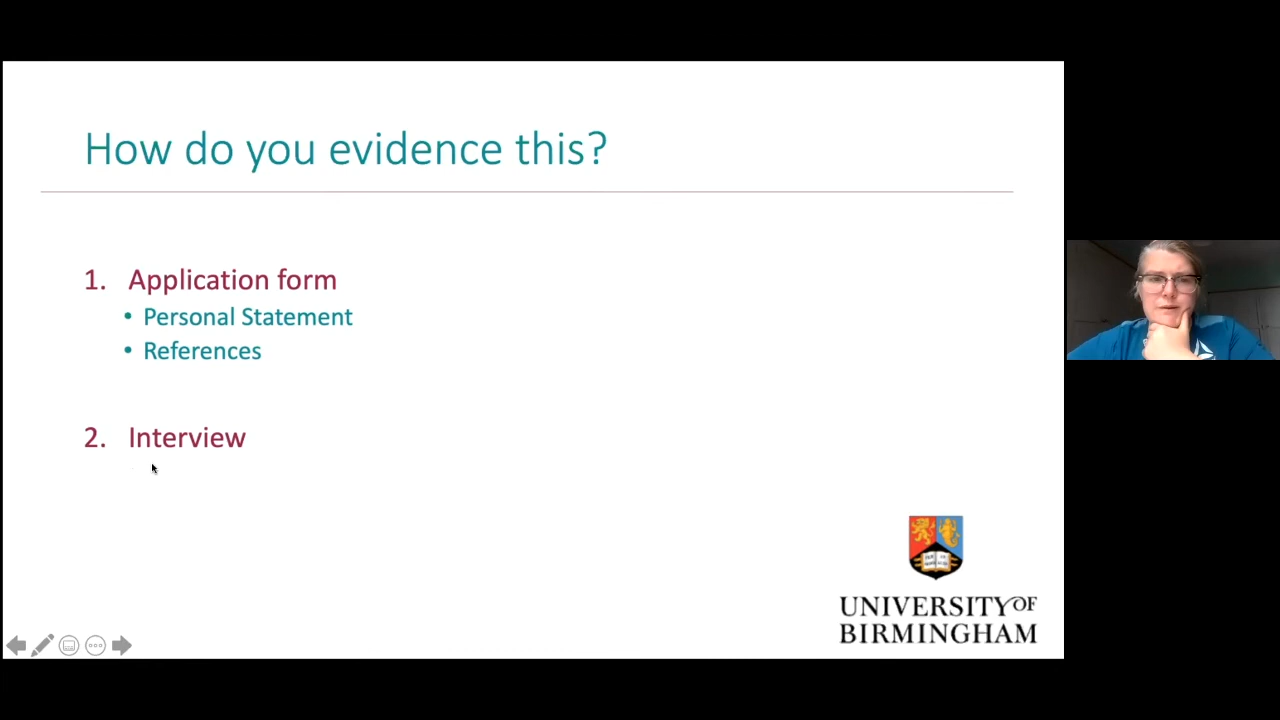 How do you evidence this?
1. Application form
• Personal Statement
• References
2. Interview
UNIVERSITY OF
BIRMINGHAM